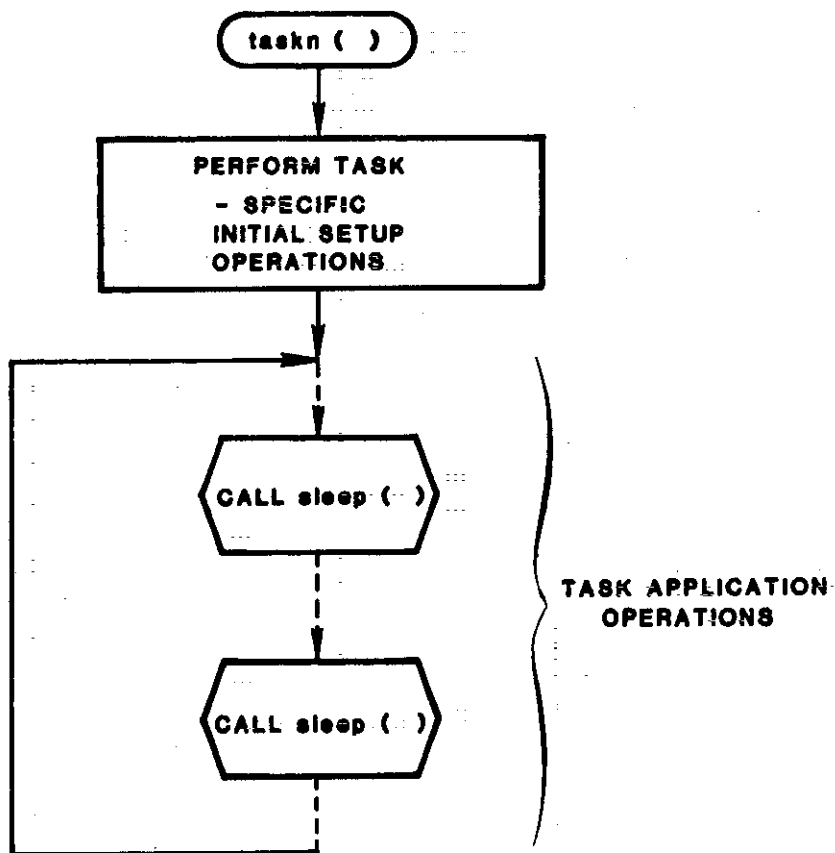 taskn ( )
PERFORM TASK
- SPECIFIC
INITIAL SETUP
OPERATIONS
CALL sleep ( )
TASK APPLICATION
OPERATIONS
CALL sleep ( )